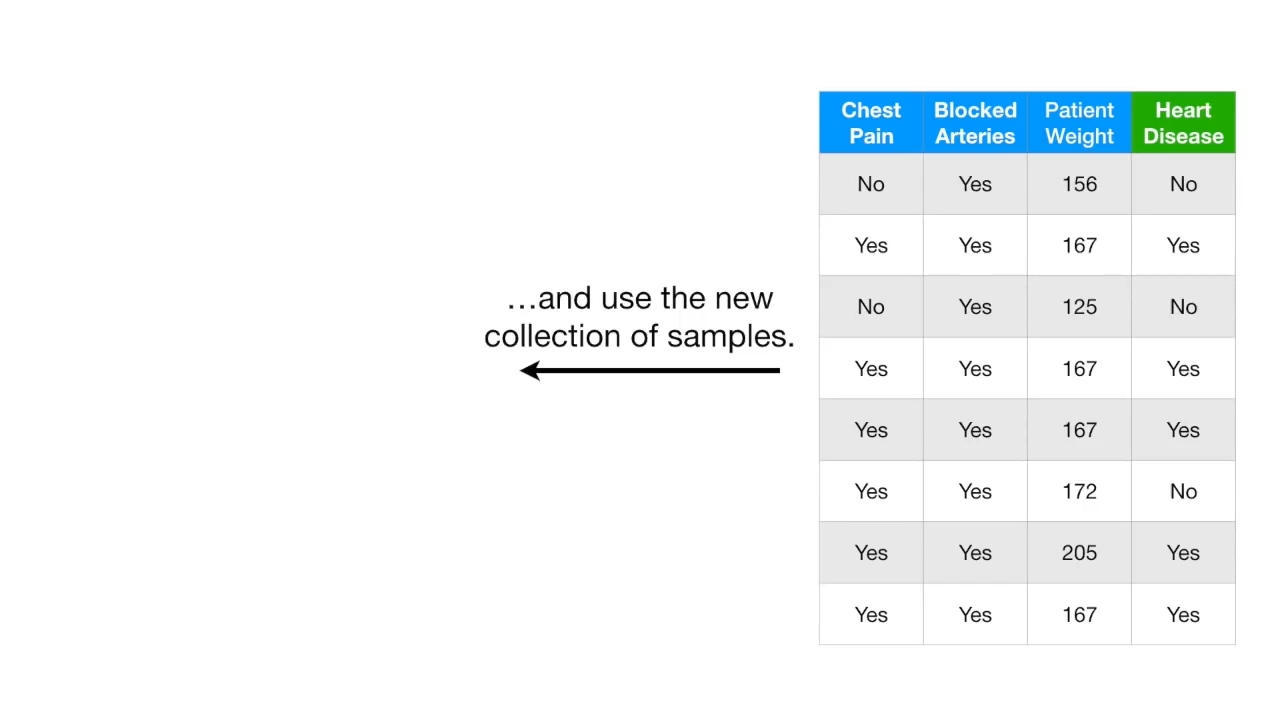 …and use the new
collection of samples.
Chest Pain Blocked Arteries Patient Weight Heart Disease
No Yes 156 No
Yes Yes 167 Yes
No Yes 125 No
Yes Yes 167 Yes
Yes Yes 167 Yes
Yes Yes 172 No
Yes Yes 205 Yes
Yes Yes 167 Yes